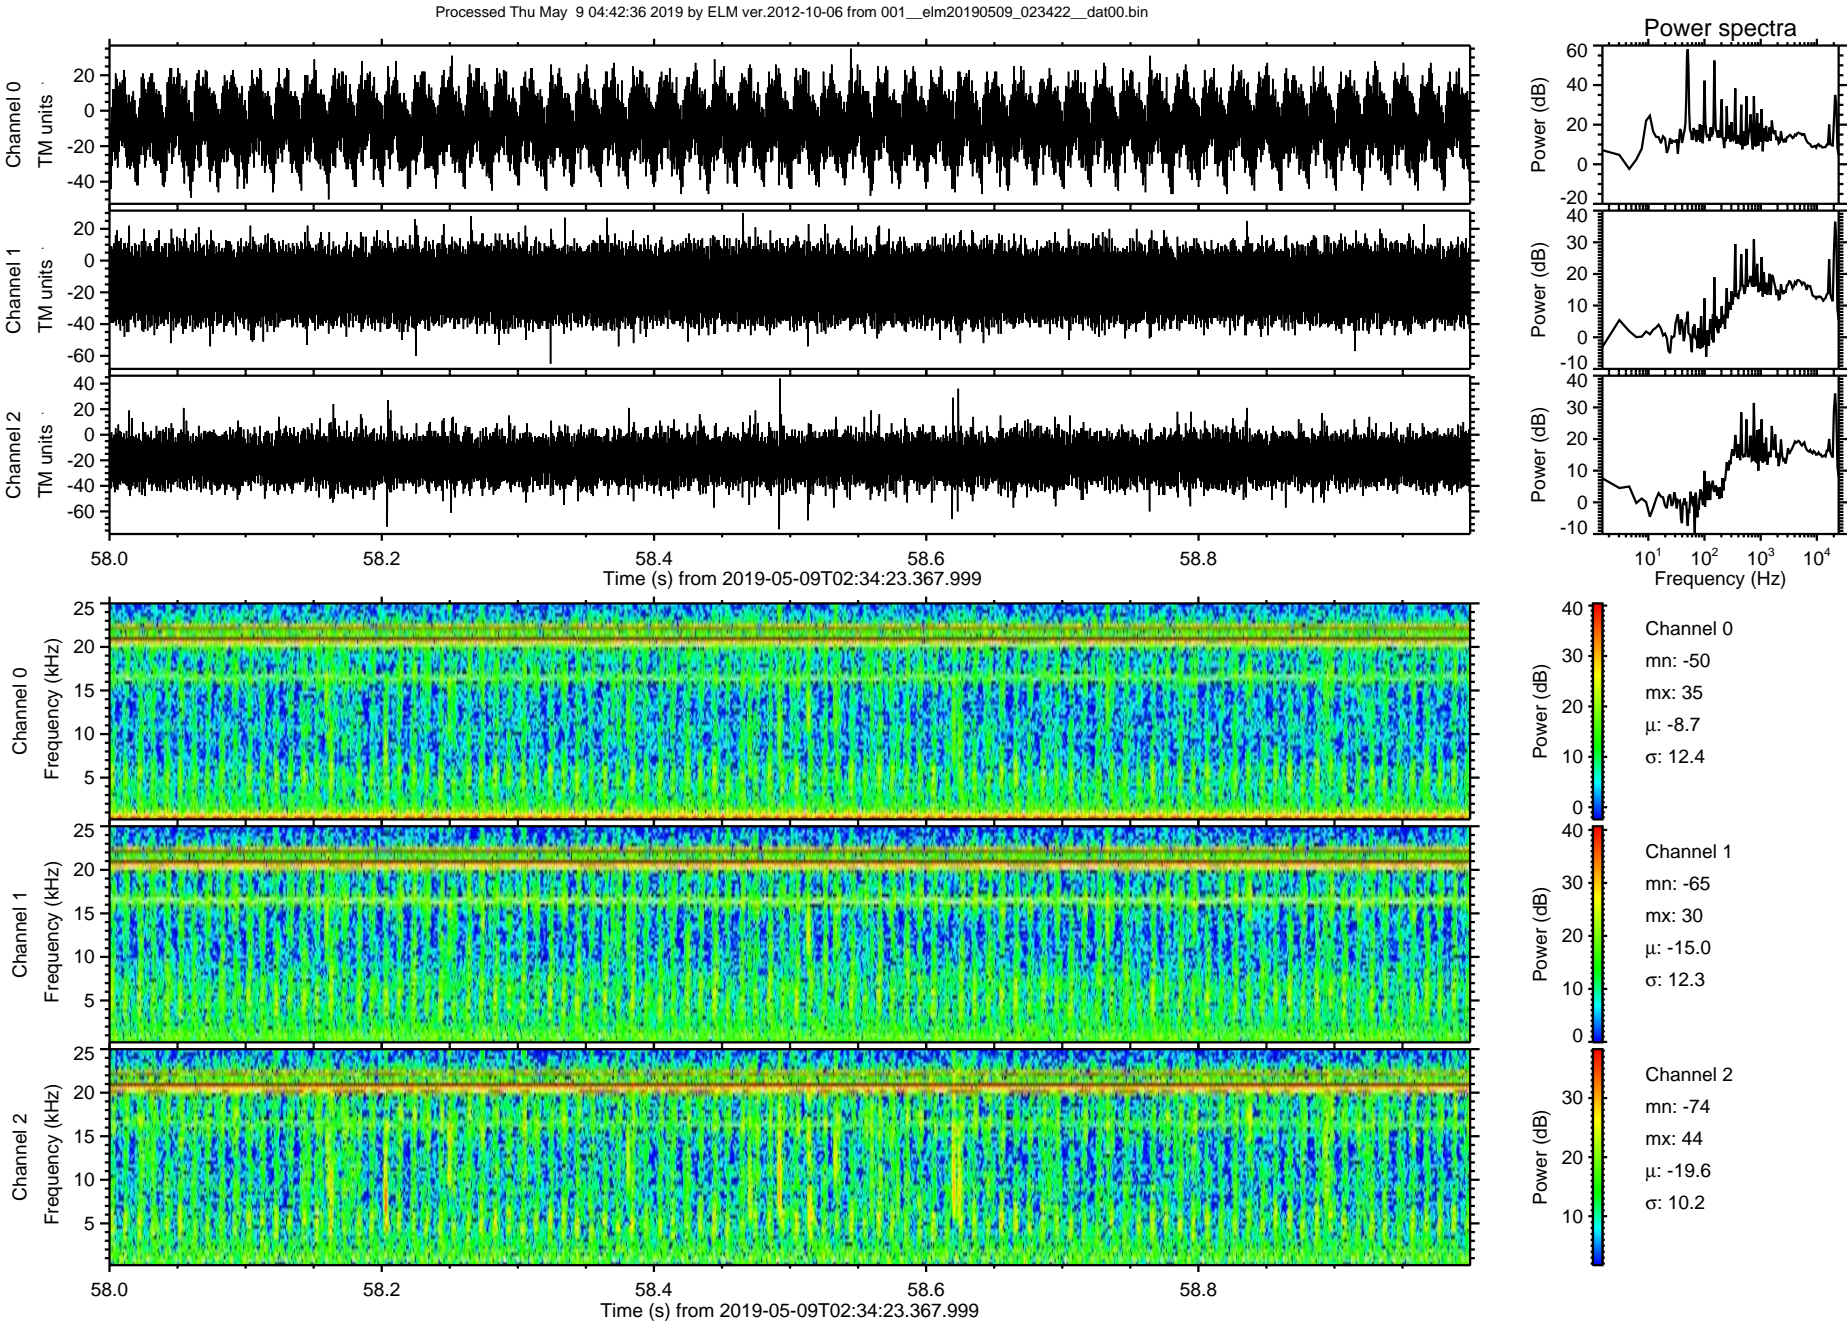 Processed Thu May  9 04:42:36 2019 by ELM ver.2012-10-06 from 001__elm20190509_023422__dat00.bin
Power spectra
Channel 0
TM units
20
0
-20
-40
Power (dB)
60
40
20
0
-20
Channel 1
TM units
20
0
-20
-40
-60
Power (dB)
40
30
20
10
0
-10
Channel 2
TM units
40
20
0
-20
-40
-60
Power (dB)
40
30
20
10
0
-10
58.0 58.2 58.4 58.6 58.8
Time (s) from 2019-05-09T02:34:23.367.999
10¹ 10² 10³ 10⁴
Frequency (Hz)
Channel 0
Frequency (kHz)
25
20
15
10
5
Power (dB)
40
30
20
10
0
Channel 0
mn: -50
mx: 35
μ: -8.7
σ: 12.4
Channel 1
Frequency (kHz)
25
20
15
10
5
Power (dB)
40
30
20
10
0
Channel 1
mn: -65
mx: 30
μ: -15.0
σ: 12.3
Channel 2
Frequency (kHz)
25
20
15
10
5
Power (dB)
30
20
10
Channel 2
mn: -74
mx: 44
μ: -19.6
σ: 10.2
58.0 58.2 58.4 58.6 58.8
Time (s) from 2019-05-09T02:34:23.367.999